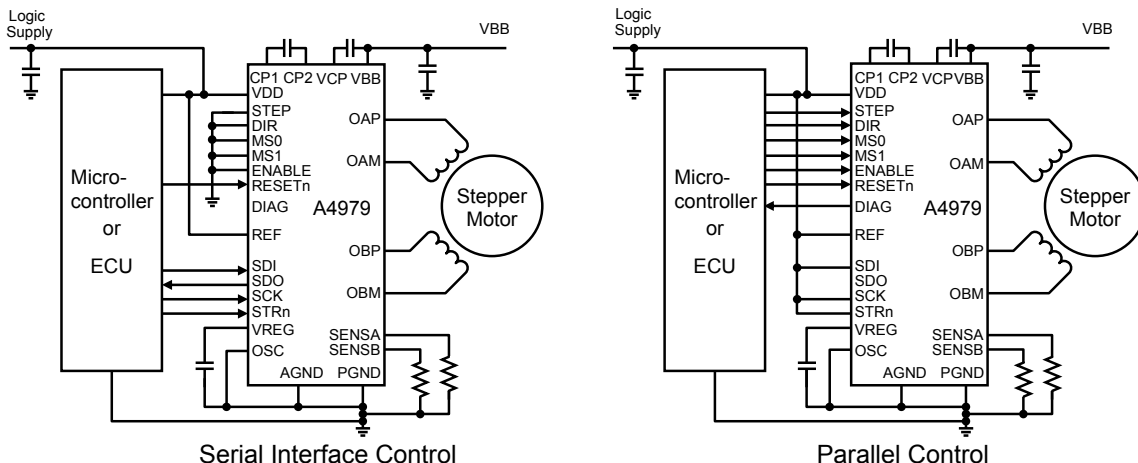 Logic
Supply
VBB
CP1 CP2 VCP VBB
VDD
STEP
DIR
MS0
MS1
ENABLE
RESETn
DIAG
REF
SDI
SDO
SCK
STRn
VREG
OSC
AGND
PGND
OAP
OAM
OBP
OBM
SENSA
SENSB
A4979
Micro-
controller
or
ECU
Stepper
Motor
Serial Interface Control
Logic
Supply
VBB
CP1 CP2 VCP VBB
VDD
STEP
DIR
MS0
MS1
ENABLE
RESETn
DIAG
REF
SDI
SDO
SCK
STRn
VREG
OSC
AGND
PGND
OAP
OAM
OBP
OBM
SENSA
SENSB
A4979
Micro-
controller
or
ECU
Stepper
Motor
Parallel Control